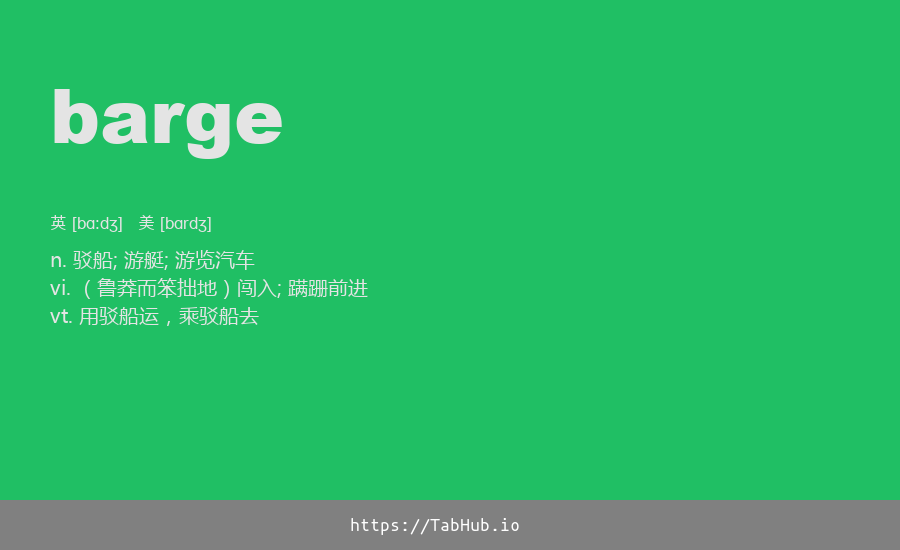 barge
英 [bɑːdʒ] 美 [bɑrdʒ]
n. 驳船; 游艇; 游览汽车
vi. （鲁莽而笨拙地）闯入; 蹒跚前进
vt. 用驳船运，乘驳船去
https://TabHub.io